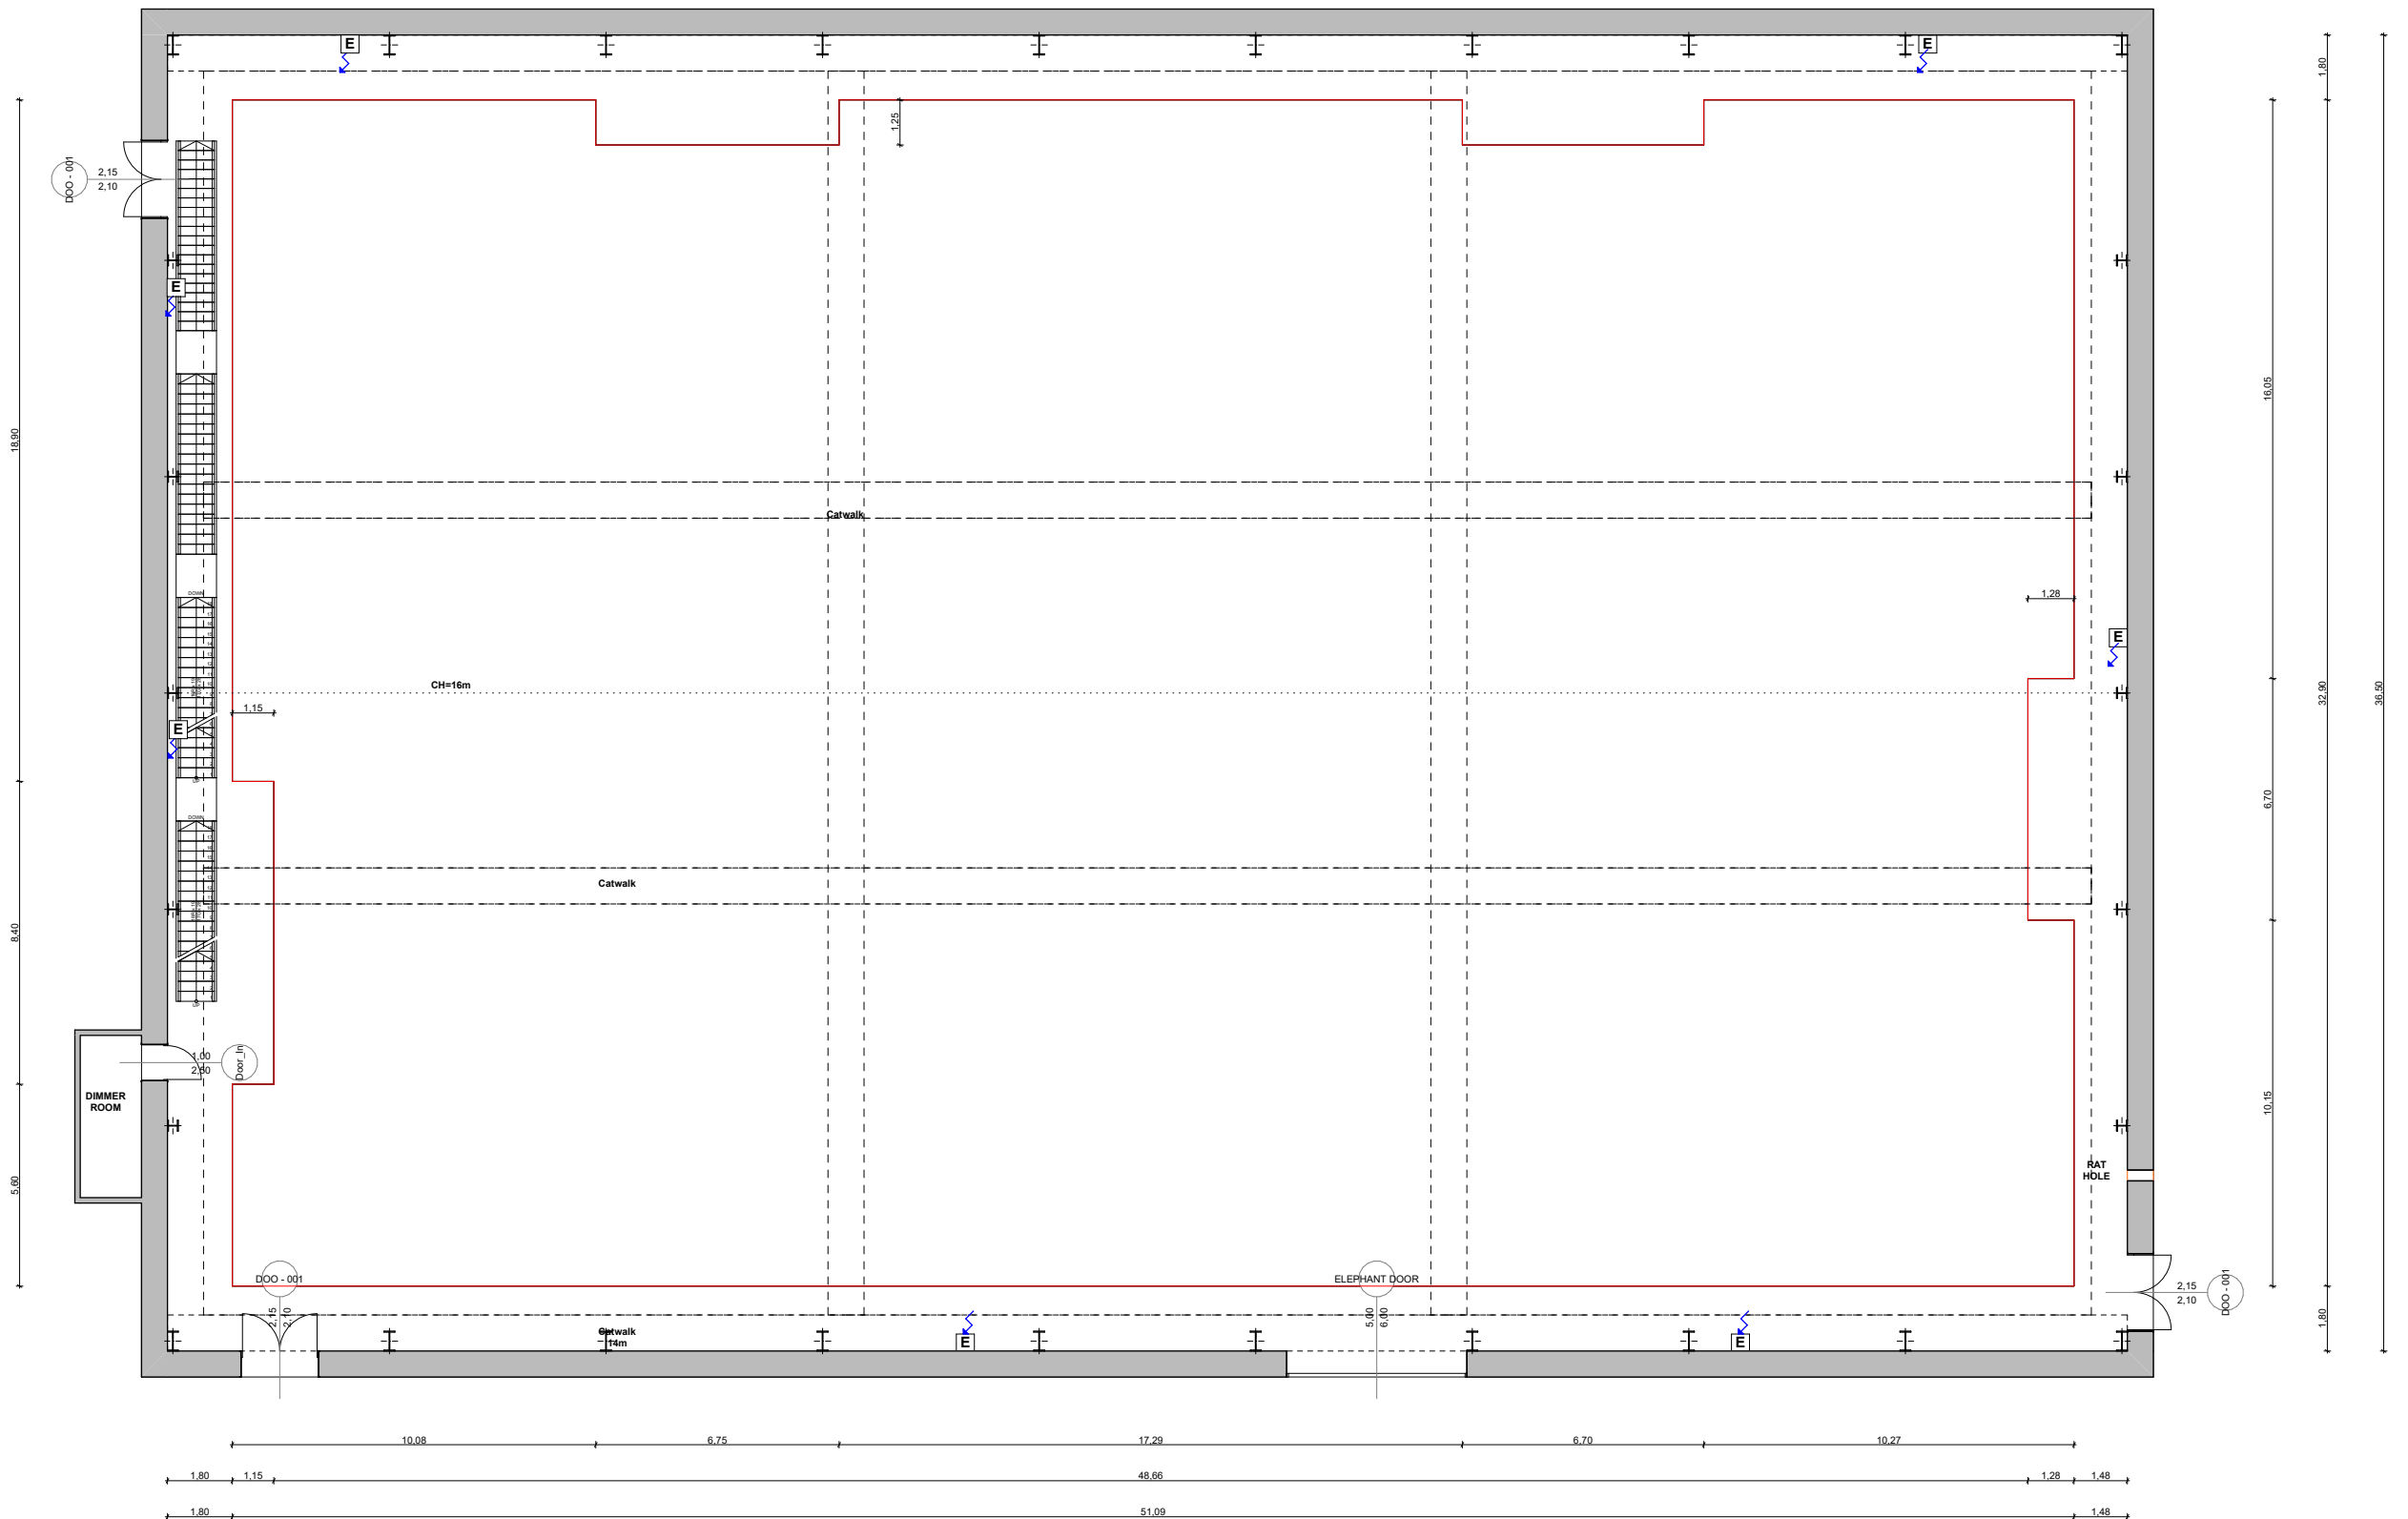 E
E
1,80
1,25
DOO - 001
2,15
2,10
E
16,05
18,90
Catwalk
DOWN
1,28
E
CH=16m
32,90
36,50
1,15
E
UP
6,70
DOWN
Catwalk
8,40
UP
1,00
Door_In
DIMMER
ROOM
10,15
RAT
HOLE
5,60
DOO - 001
2,15
2,10
ELEPHANT DOOR
5,00
6,00
2,15
2,10
DOO - 001
1,80
Catwalk
14m
E
E
10,08
6,75
17,29
6,70
10,27
1,80
1,15
48,66
1,28
1,48
1,80
51,09
1,48